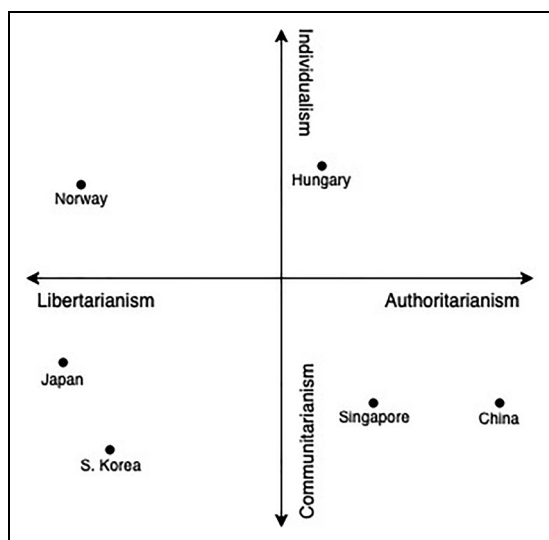 Individualism
Hungary
Norway
Libertarianism
Authoritarianism
Japan
Communitarianism
Singapore
China
S. Korea